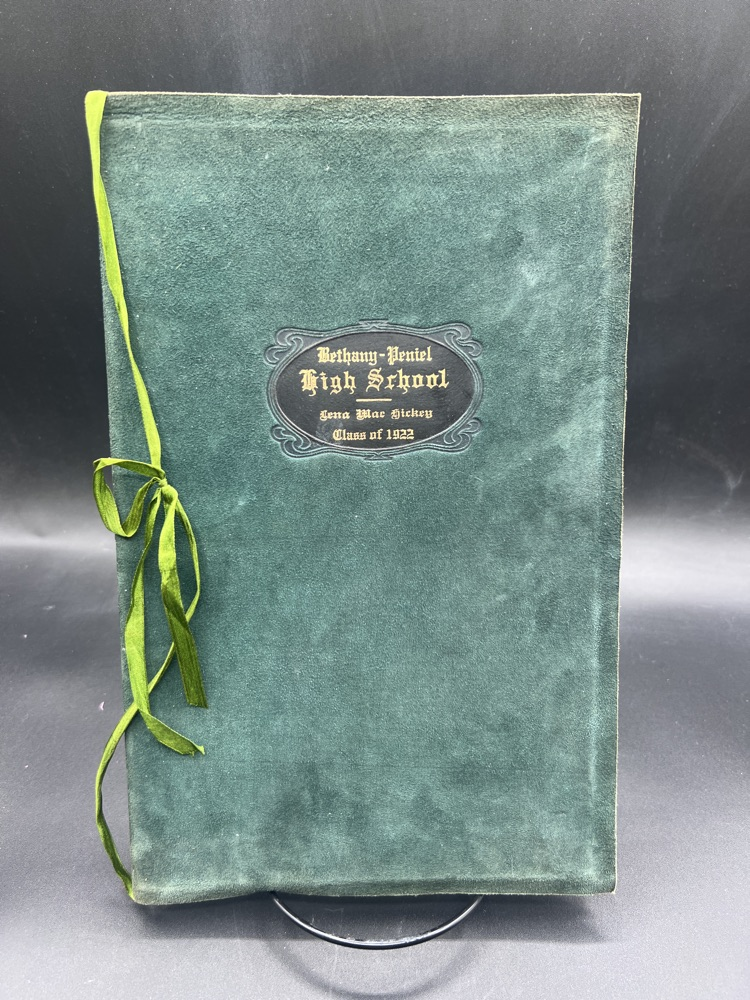 Bethany-Peniel
High School
Lena Mae Hickey
Class of 1922